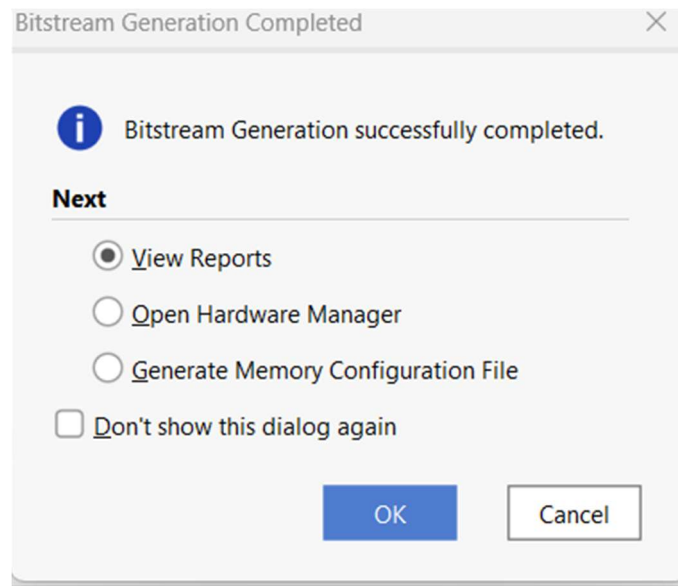 Bitstream Generation Completed
Bitstream Generation successfully completed.
Next
View Reports
Open Hardware Manager
Generate Memory Configuration File
Don't show this dialog again
OK
Cancel